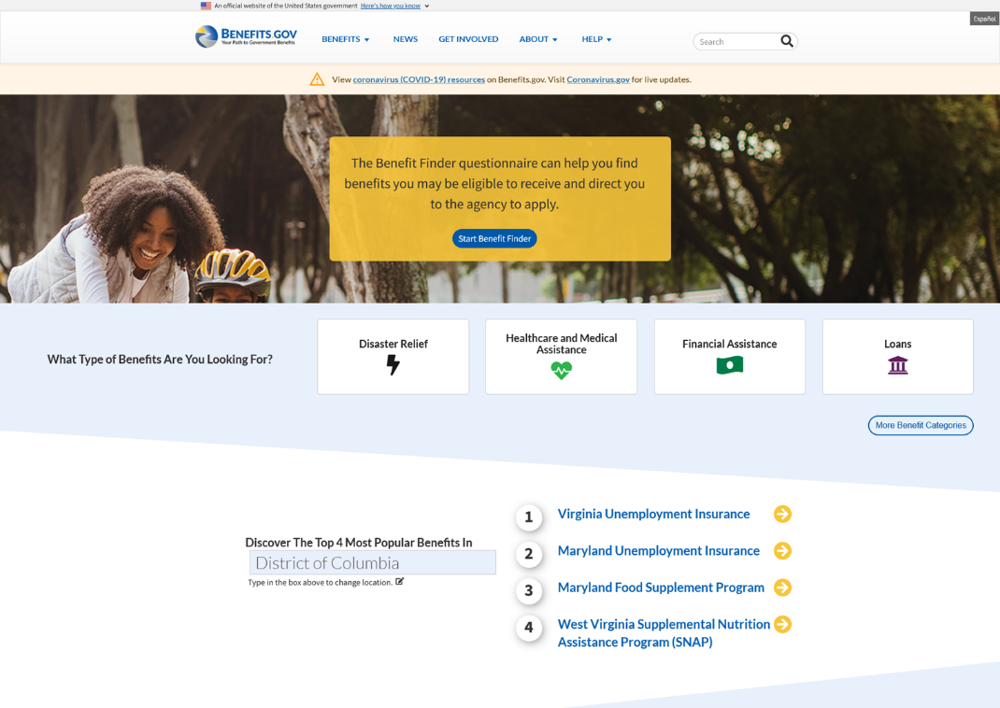 An official website of the United States government Here's how you know
Español
BENEFITS.GOV
Your Path to Government Benefits
BENEFITS
NEWS
GET INVOLVED
ABOUT
HELP
Search
View coronavirus (COVID-19) resources on Benefits.gov. Visit Coronavirus.gov for live updates.
The Benefit Finder questionnaire can help you find
benefits you may be eligible to receive and direct you
to the agency to apply.
Start Benefit Finder
What Type of Benefits Are You Looking For?
Disaster Relief
Healthcare and Medical
Assistance
Financial Assistance
Loans
More Benefit Categories
Discover The Top 4 Most Popular Benefits In
District of Columbia
Type in the box above to change location.
1 Virginia Unemployment Insurance
2 Maryland Unemployment Insurance
3 Maryland Food Supplement Program
4 West Virginia Supplemental Nutrition
Assistance Program (SNAP)